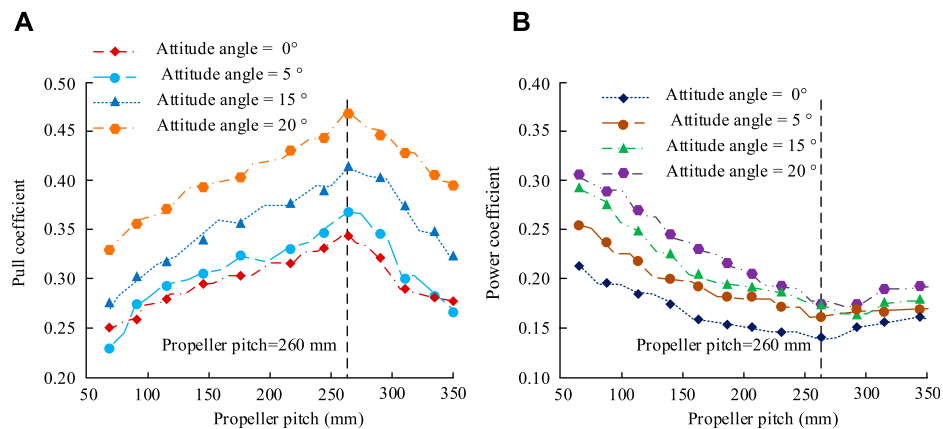 A
Attitude angle = 0°
Attitude angle = 5 °
Attitude angle = 15 °
Attitude angle = 20 °
0.50
0.45
0.40
0.35
0.30
0.25
0.20
Pull coefficient
Propeller pitch=260 mm
50
100
150
200
250
300
350
Propeller pitch (mm)
B
Attitude angle = 0°
Attitude angle = 5 °
Attitude angle = 15 °
Attitude angle = 20 °
0.40
0.35
0.30
0.25
0.20
0.15
0.10
Power coefficient
Propeller pitch=260 mm
50
100
150
200
250
300
350
Propeller pitch (mm)